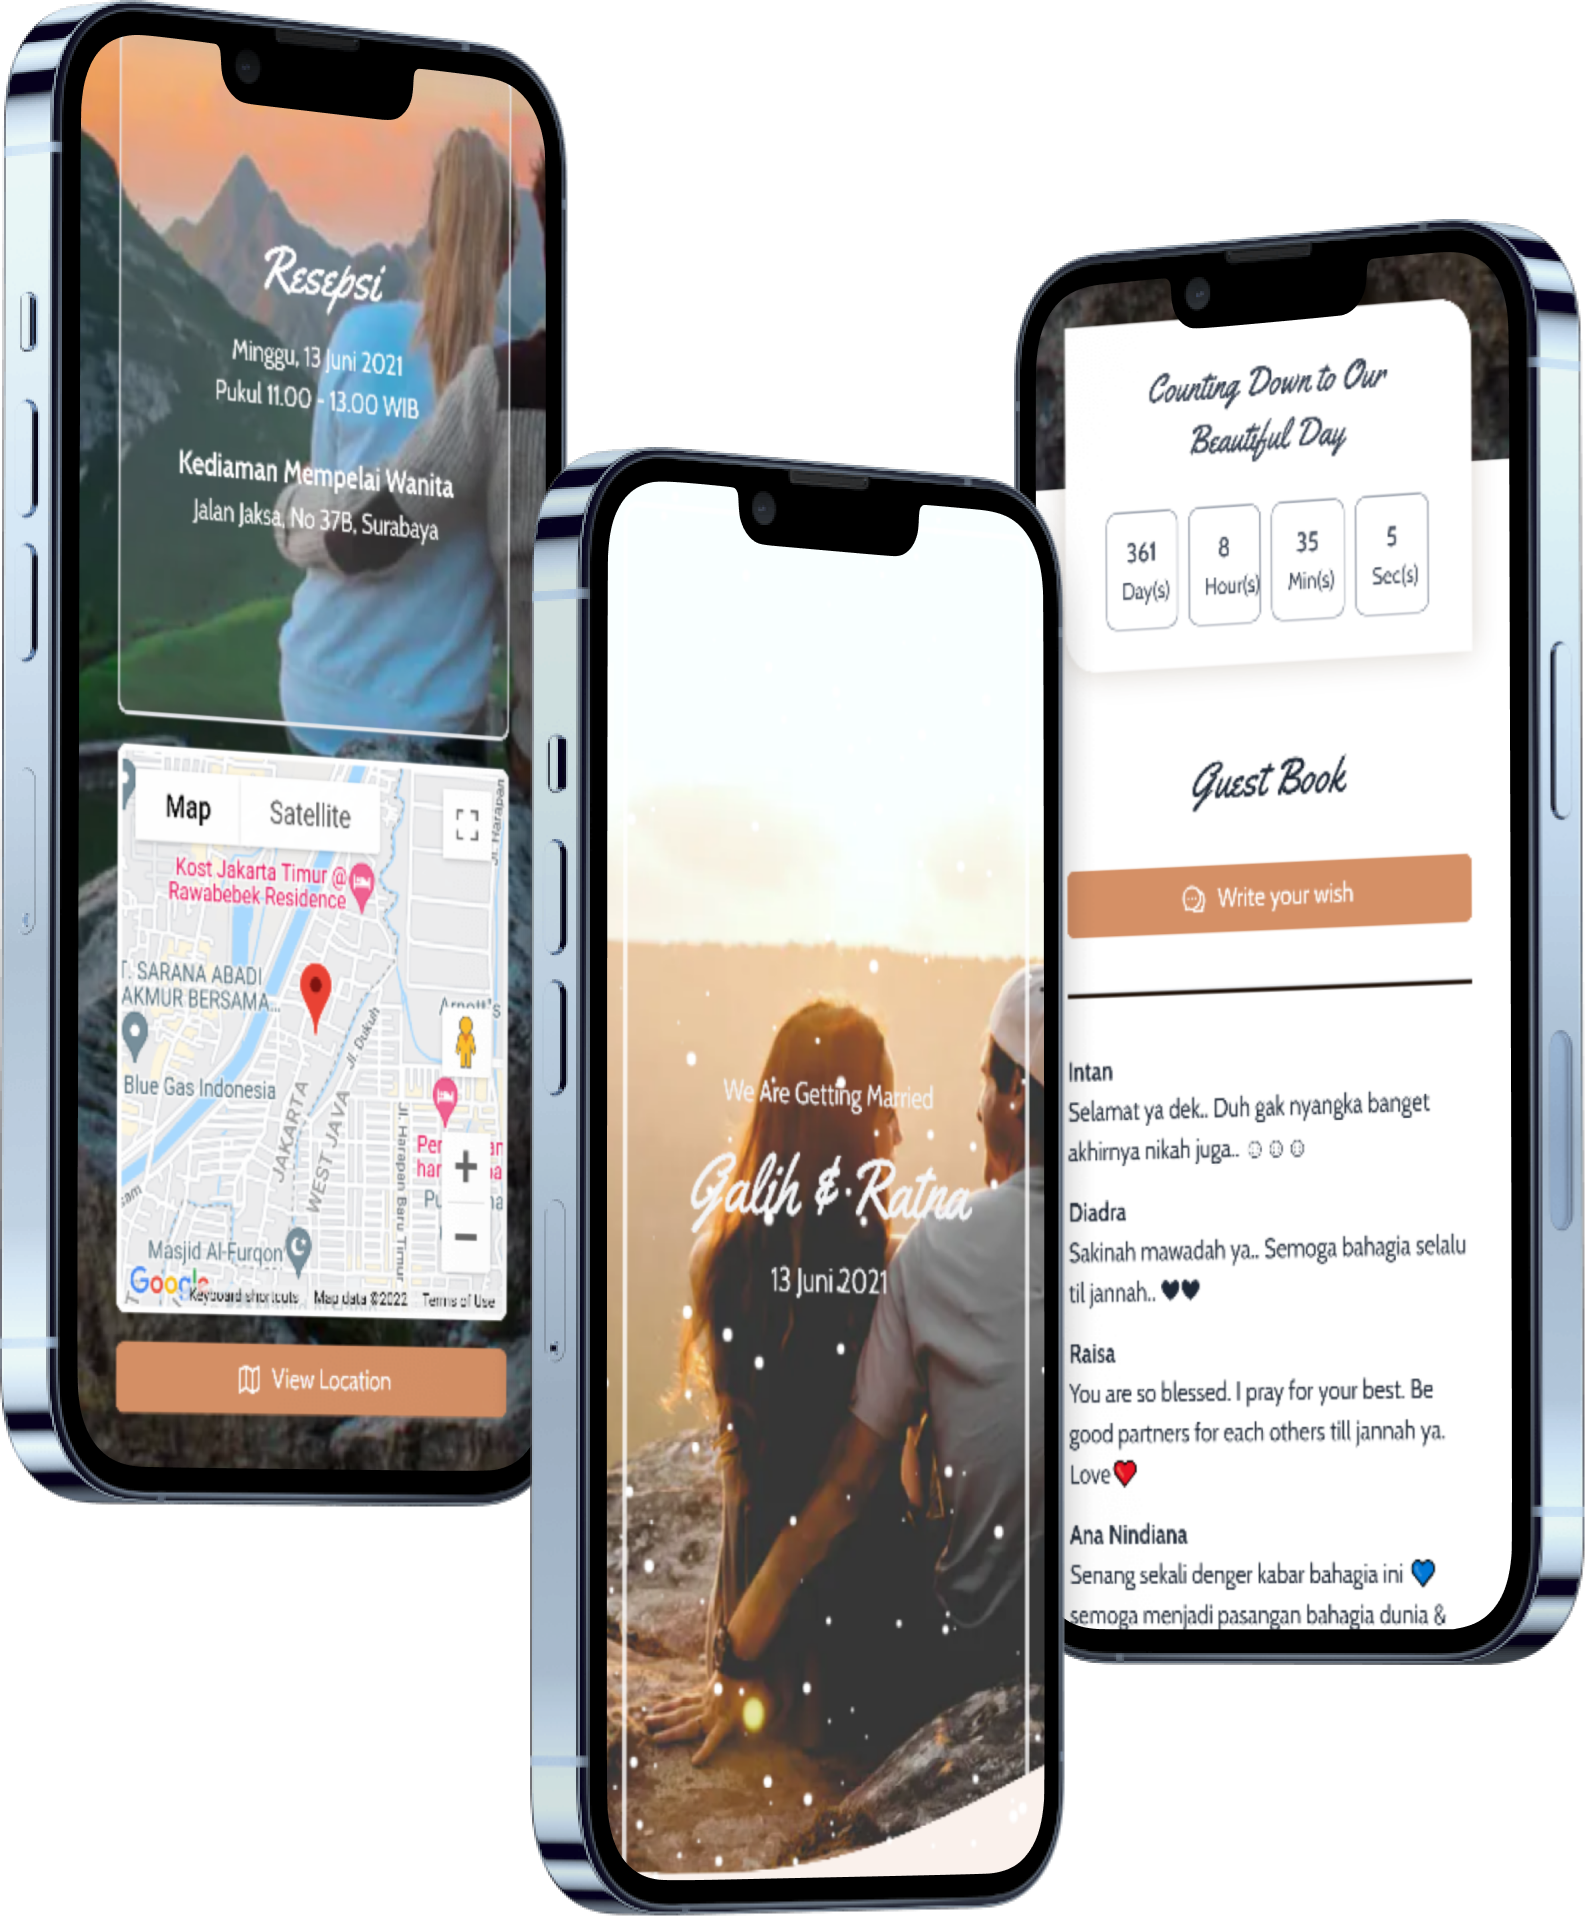 Resepsi
Minggu, 13 Juni 2021
Pukul 11.00 - 13.00 WIB
Kediaman Mempelai Wanita
Jalan Jaksa, No 37B, Surabaya
Map
Satellite
Jl. Harapan
Kost Jakarta Timur @
Rawabebek Residence
T. SARANA ABADI
AKMUR BERSAMA...
Arnott's
Jl. Dukuh
Blue Gas Indonesia
JAKARTA
WEST JAVA
Jl. Harapan Baru Timur
Masjid Al-Furqon
Google
Keyboard shortcuts
Map data ©2022
Terms of Use
View Location
We Are Getting Married
Galih & Ratna
13 Juni 2021
Counting Down to Our
Beautiful Day
361
Day(s)
8
Hour(s)
35
Min(s)
5
Sec(s)
Guest Book
Write your wish
Intan
Selamat ya dek.. Duh gak nyangka banget
akhirnya nikah juga.. ☺☺☺
Diadra
Sakinah mawadah ya.. Semoga bahagia selalu
til jannah.. 🖤🖤
Raisa
You are so blessed. I pray for your best. Be
good partners for each others till jannah ya.
Love❤️
Ana Nindiana
Senang sekali denger kabar bahagia ini 💙
semoga menjadi pasangan bahagia dunia &